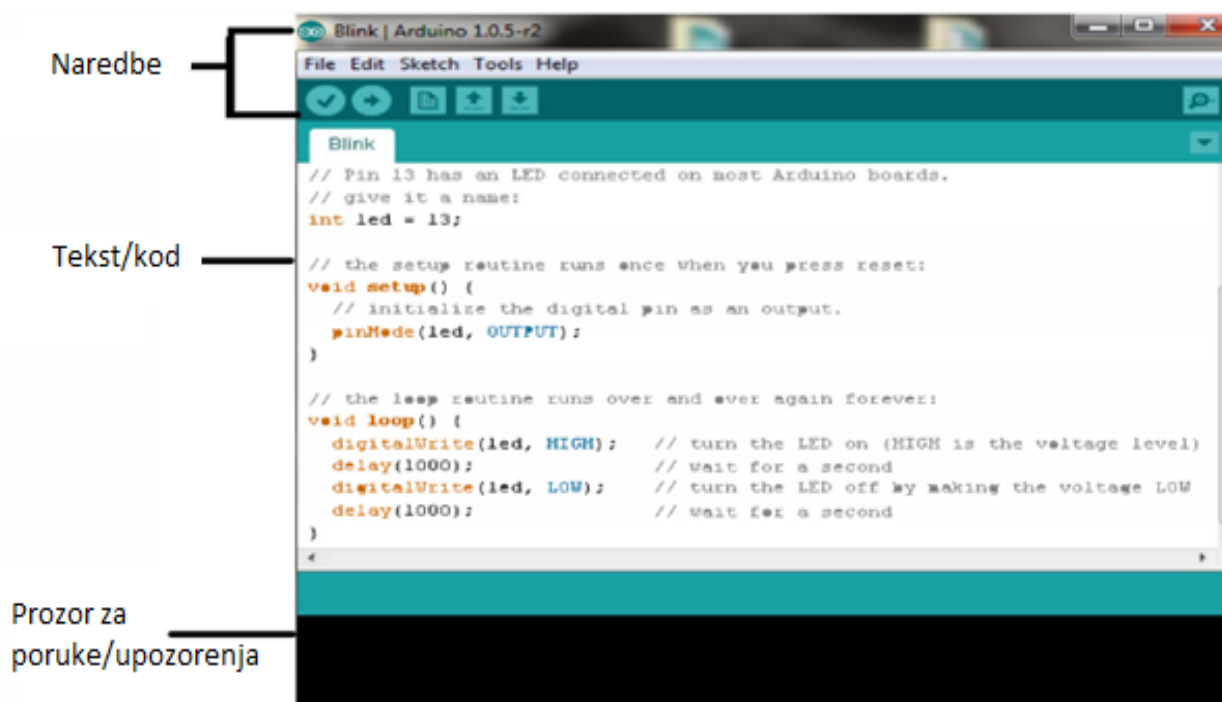 Blink | Arduino 1.0.5-r2
Naredbe
File Edit Sketch Tools Help
Blink
// Pin 13 has an LED connected on most Arduino boards.
// give it a name:
int led = 13;
Tekst/kod
// the setup routine runs once when you press reset:
void setup() {
  // initialize the digital pin as an output.
  pinMode(led, OUTPUT);
}
// the loop routine runs over and over again forever:
void loop() {
  digitalWrite(led, HIGH);   // turn the LED on (HIGH is the voltage level)
  delay(1000);               // wait for a second
  digitalWrite(led, LOW);    // turn the LED off by making the voltage LOW
  delay(1000);               // wait for a second
}
Prozor za
poruke/upozorenja